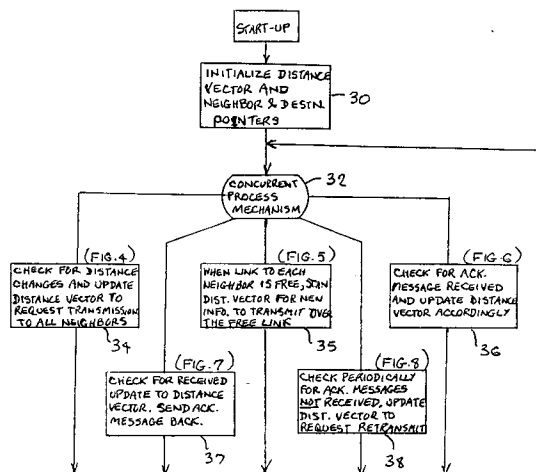 START-UP
INITIALIZE DISTANCE
VECTOR AND
NEIGHBOR & DESTN.
POINTERS
30
CONCURRENT
PROCESS
MECHANISM
32
(FIG.4)
CHECK FOR DISTANCE
CHANGES AND UPDATE
DISTANCE VECTOR TO
REQUEST TRANSMISSION
TO ALL NEIGHBORS
34
(FIG.5)
WHEN LINK TO EACH
NEIGHBOR IS FREE, SCAN
DIST. VECTOR FOR NEW
INFO. TO TRANSMIT OVER
THE FREE LINK
35
(FIG.6)
CHECK FOR ACK.
MESSAGE RECEIVED
AND UPDATE DISTANCE
VECTOR ACCORDINGLY
36
(FIG.7)
CHECK FOR RECEIVED
UPDATE TO DISTANCE
VECTOR. SEND ACK.
MESSAGE BACK.
37
(FIG.8)
CHECK PERIODICALLY
FOR ACK. MESSAGES
NOT RECEIVED, UPDATE
DIST. VECTOR TO
REQUEST RETRANSMIT
38